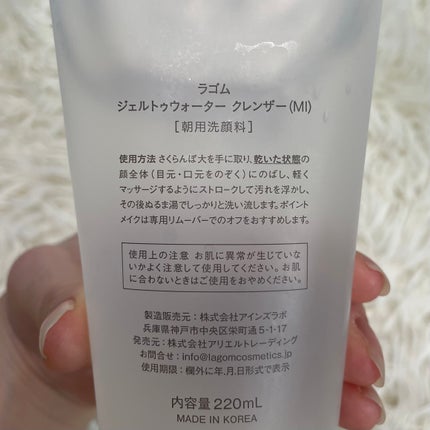 ラゴム
ジェルトゥウォーター クレンザー(MI)
[朝用洗顔料]
使用方法 さくらんぼ大を手に取り、乾いた状態の
顔全体(目元・口元をのぞく)にのばし、軽く
マッサージするようにストロークして汚れを浮かし、
その後ぬるま湯でしっかりと洗い流します。ポイント
メイクは専用リムーバーでのオフをおすすめします。
使用上の注意 お肌に異常が生じていな
いかよく注意して使用してください。お肌
に合わないときはご使用をおやめください。
製造販売元:株式会社アインズラボ
兵庫県神戸市中央区栄町通5-1-17
発売元:株式会社アリエルトレーディング
お問合せ:info@lagomcosmetics.jp
使用期限:欄外に年.月.日形式で表示
内容量220mL
MADE IN KOREA